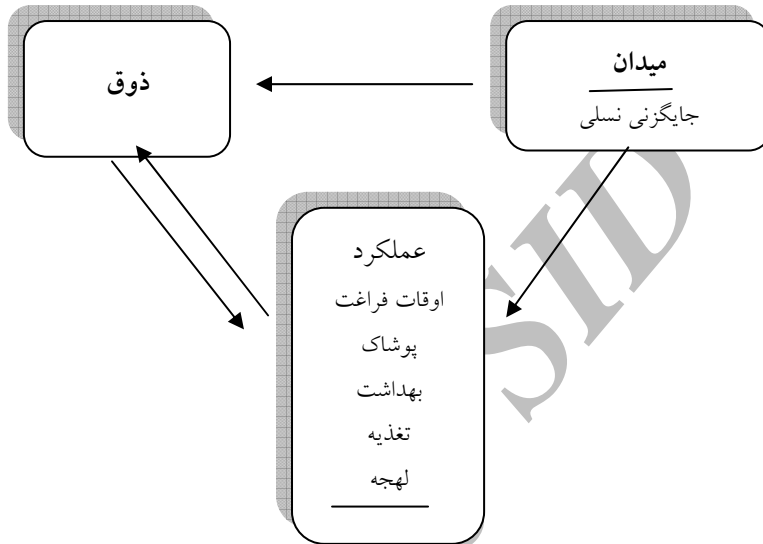 میدان
جایگزنی نسلی
ذوق
عملکرد
اوقات فراغت
پوشاک
بهداشت
تغذیه
لهجه
SID